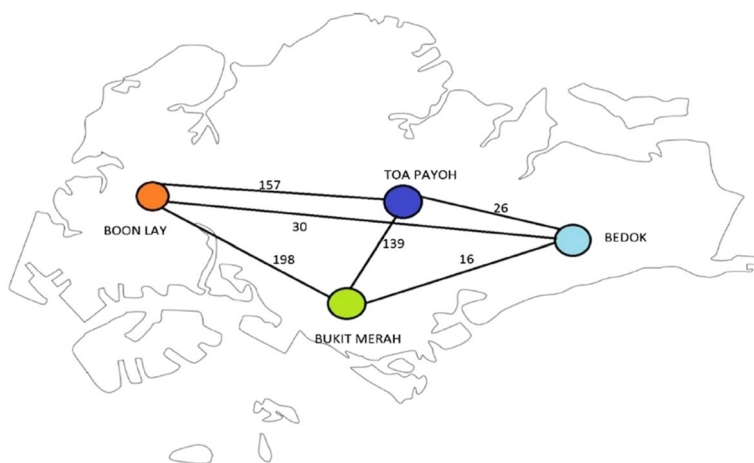 TOA PAYOH
157
26
BOON LAY
30
BEDOK
139
198
16
BUKIT MERAH